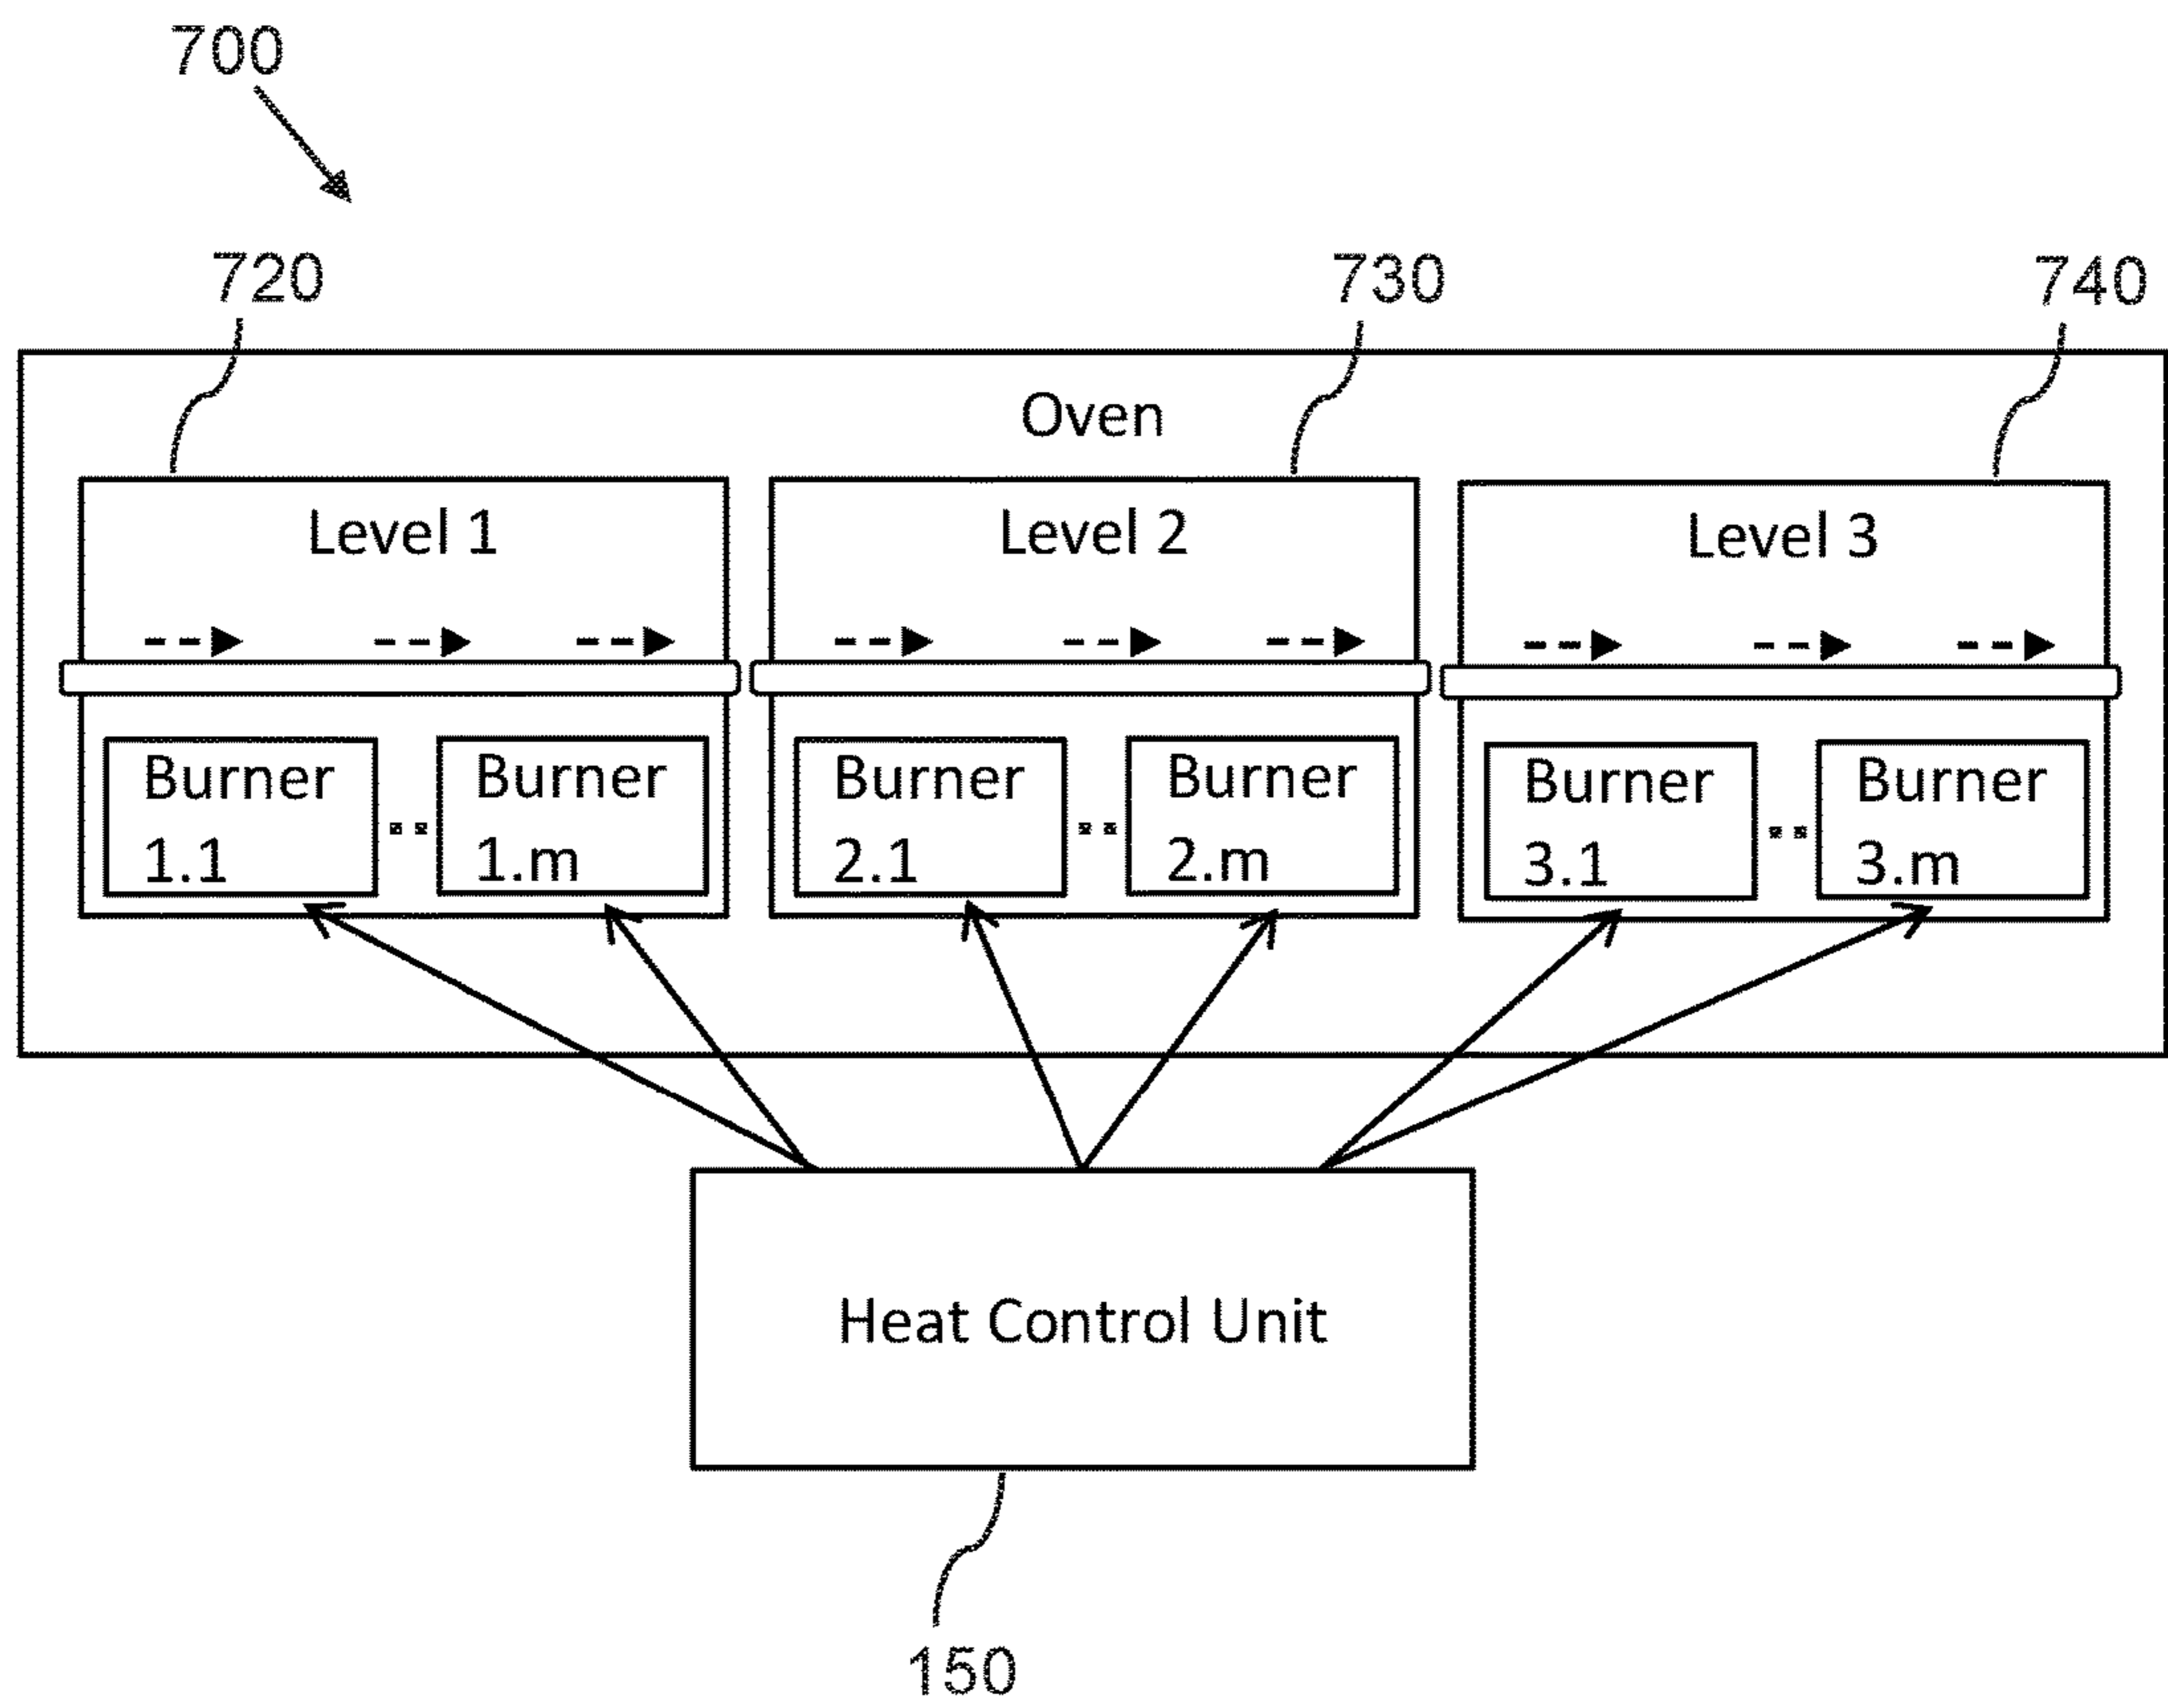 700
720
730
740
Oven
Level 1
Level 2
Level 3
Burner
1.1
Burner
1.m
Burner
2.1
Burner
2.m
Burner
3.1
Burner
3.m
Heat Control Unit
150